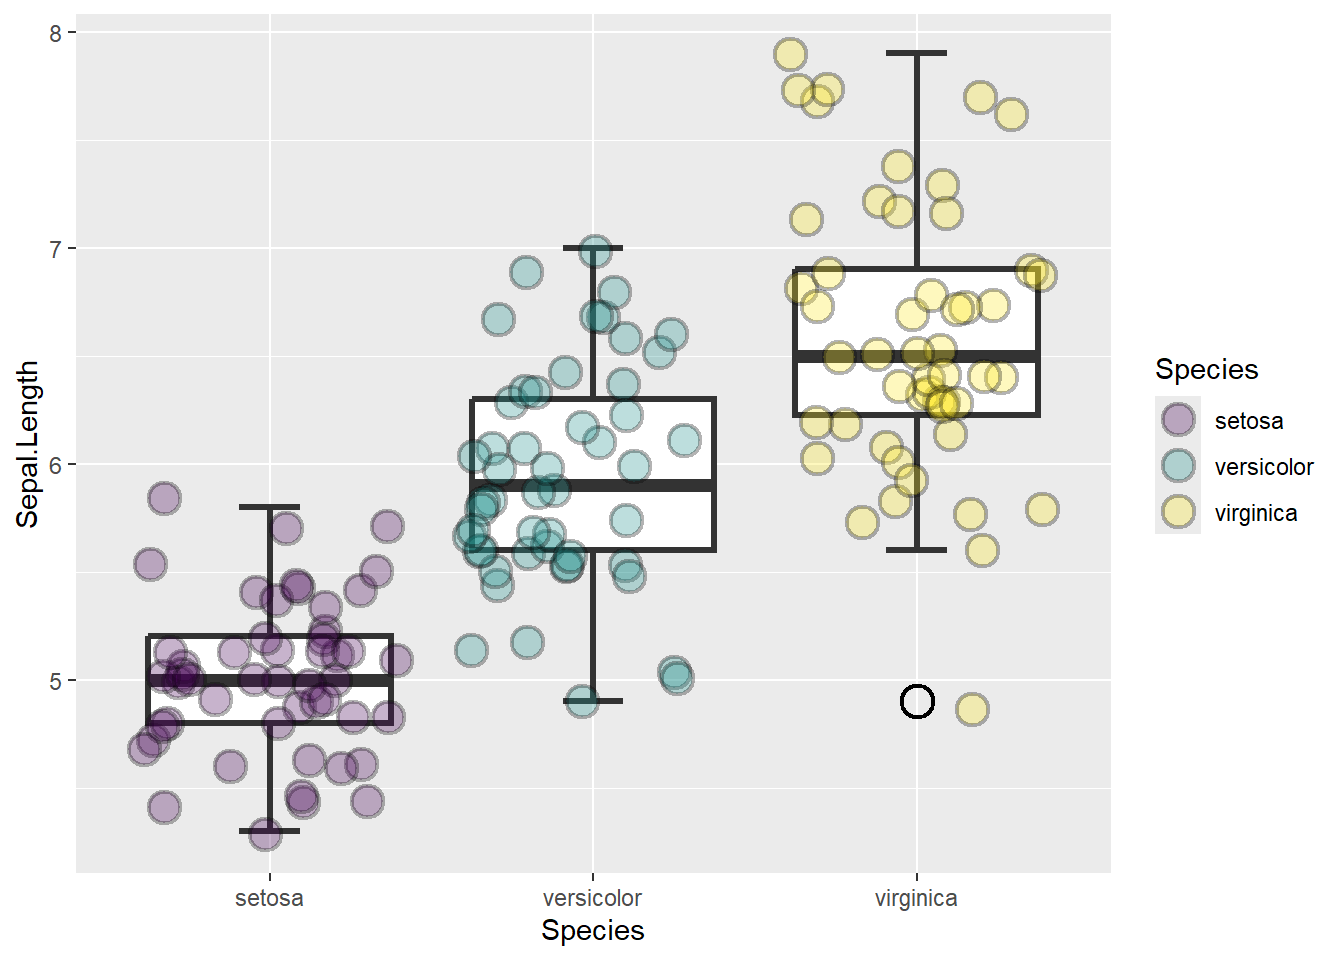 8
7
6
5
Sepal.Length
setosa
versicolor
virginica
Species
Species
setosa
versicolor
virginica